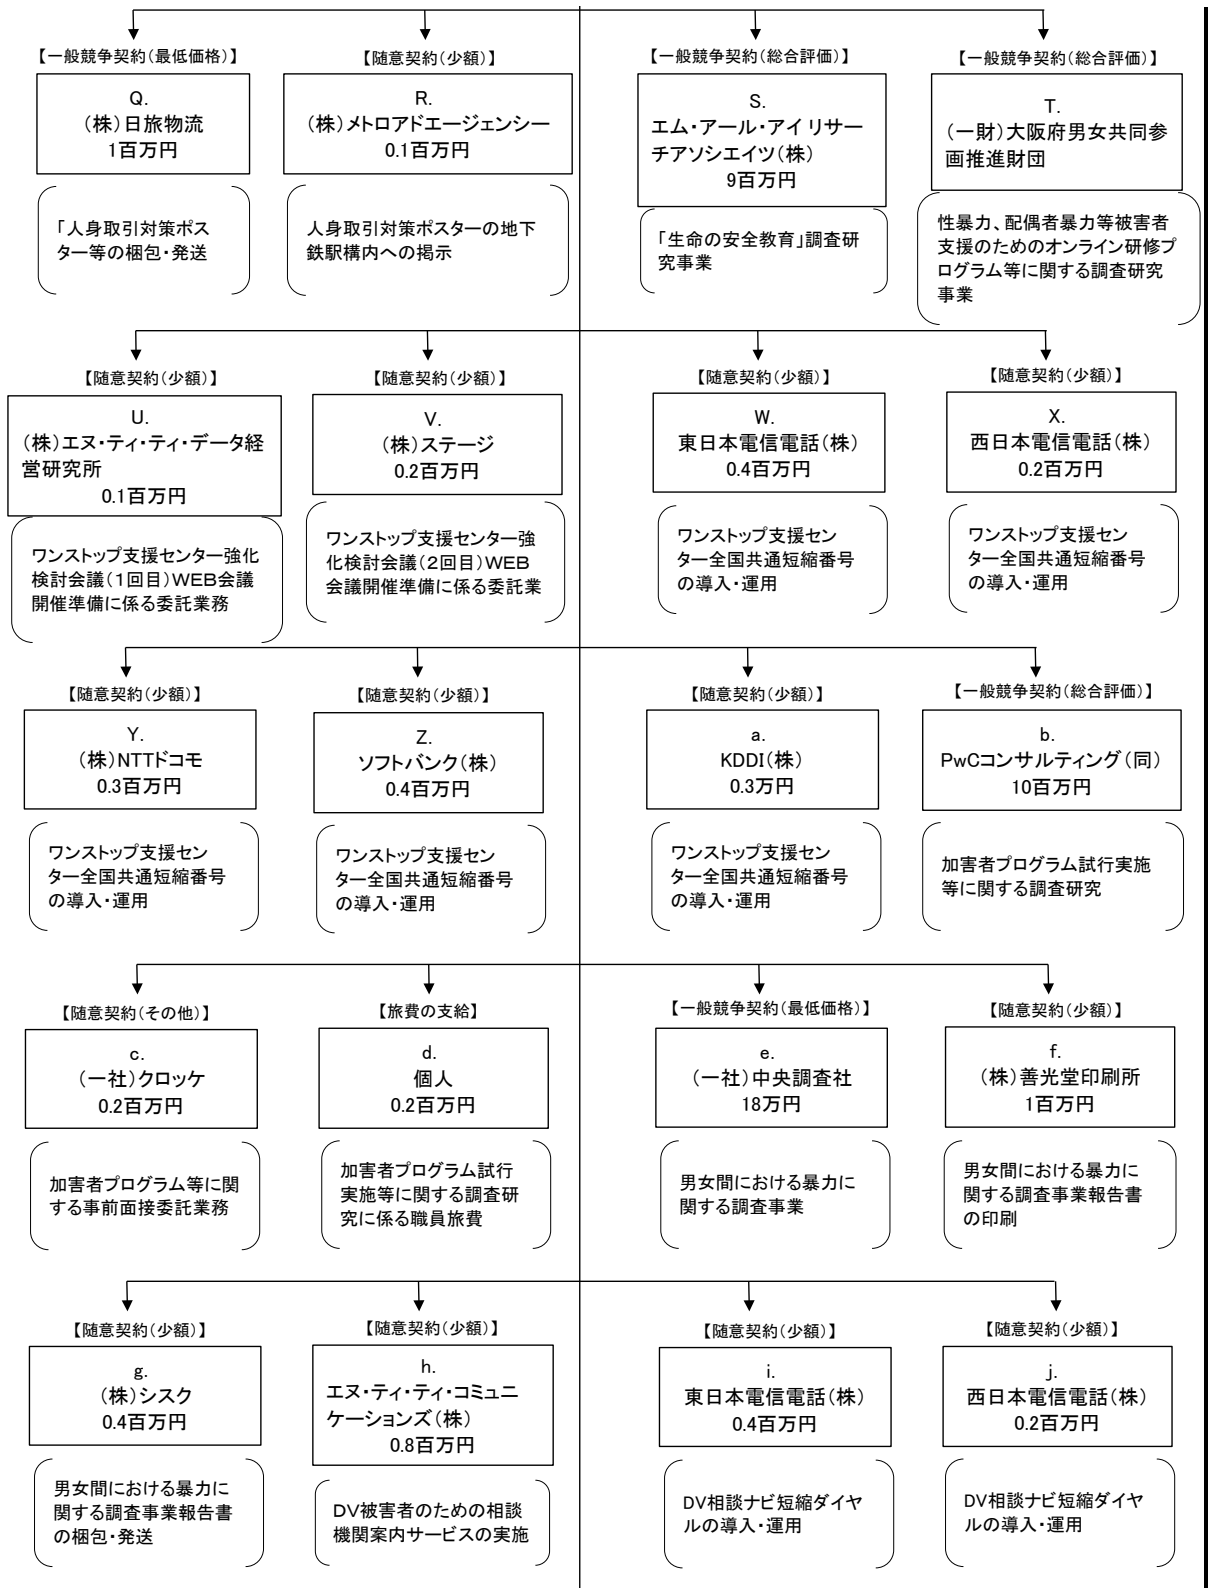 【一般競争契約(最低価格)】
Q.
(株)日旅物流
1百万円
「人身取引対策ポス
ター等の梱包・発送
【随意契約(少額)】
R.
(株)メトロアドエージェンシー
0.1百万円
人身取引対策ポスターの地下
鉄駅構内への掲示
【一般競争契約(総合評価)】
S.
エム・アール・アイリサー
チアソシエイツ(株)
9百万円
「生命の安全教育」調査研
究事業
【一般競争契約(総合評価)】
T.
(一財)大阪府男女共同参
画推進財団
性暴力、配偶者暴力等被害者
支援のためのオンライン研修プ
ログラム等に関する調査研究
事業
【随意契約(少額)】
U.
(株)エヌ・ティ・ティ・データ経
営研究所
0.1百万円
ワンストップ支援センター強化
検討会議(1回目)WEB会議
開催準備に係る委託業務
【随意契約(少額)】
V.
(株)ステージ
0.2百万円
ワンストップ支援センター強
化検討会議(2回目)WEB
会議開催準備に係る委託業
【随意契約(少額)】
W.
東日本電信電話(株)
0.4百万円
ワンストップ支援セン
ター全国共通短縮番号
の導入・運用
【随意契約(少額)】
X.
西日本電信電話(株)
0.2百万円
ワンストップ支援セン
ター全国共通短縮番号
の導入・運用
【随意契約(少額)】
Y.
(株)NTTドコモ
0.3百万円
ワンストップ支援セン
ター全国共通短縮番号
の導入・運用
【随意契約(少額)】
Z.
ソフトバンク(株)
0.4百万円
ワンストップ支援セン
ター全国共通短縮番号
の導入・運用
【随意契約(少額)】
a.
KDDI(株)
0.3万円
ワンストップ支援セン
ター全国共通短縮番号
の導入・運用
【一般競争契約(総合評価)】
b.
PwCコンサルティング(同)
10百万円
加害者プログラム試行実施
等に関する調査研究
【随意契約(その他)】
c.
(一社)クロッケ
0.2百万円
加害者プログラム等に関
する事前面接委託業務
【旅費の支給】
d.
個人
0.2百万円
加害者プログラム試行
実施等に関する調査研
究に係る職員旅費
【一般競争契約(最低価格)】
e.
(一社)中央調査社
18万円
男女間における暴力に
関する調査事業
【随意契約(少額)】
f.
(株)善光堂印刷所
1百万円
男女間における暴力に
関する調査事業報告書
の印刷
【随意契約(少額)】
g.
(株)シスク
0.4百万円
男女間における暴力に
関する調査事業報告書
の梱包・発送
【随意契約(少額)】
h.
エヌ・ティ・ティ・コミュニ
ケーションズ(株)
0.8百万円
DV被害者のための相談
機関案内サービスの実施
【随意契約(少額)】
i.
東日本電信電話(株)
0.4百万円
DV相談ナビ短縮ダイヤ
ルの導入・運用
【随意契約(少額)】
j.
西日本電信電話(株)
0.2百万円
DV相談ナビ短縮ダイヤ
ルの導入・運用